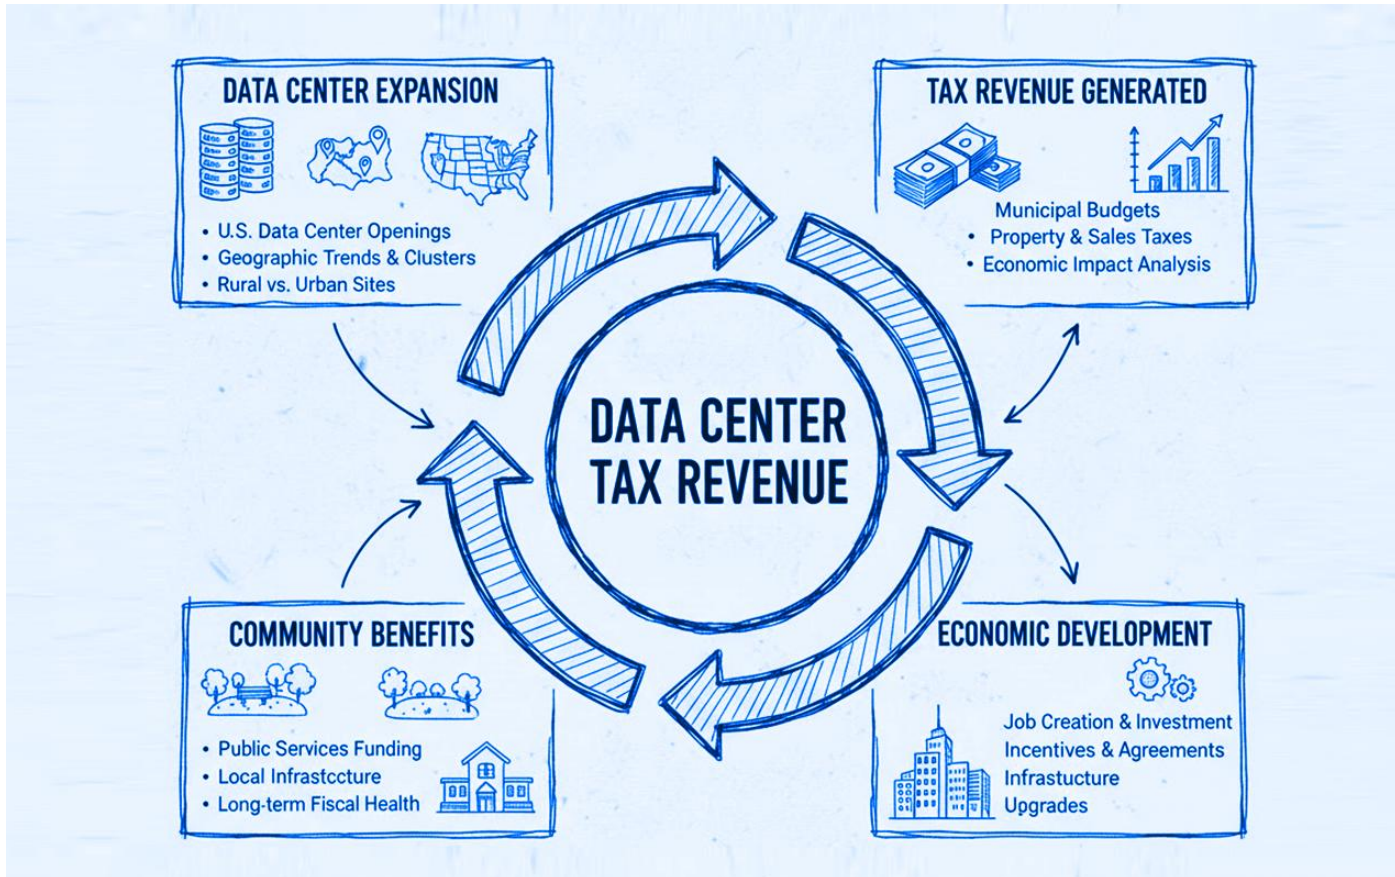 DATA CENTER EXPANSION
• U.S. Data Center Openings
• Geographic Trends & Clusters
• Rural vs. Urban Sites
TAX REVENUE GENERATED
Municipal Budgets
• Property & Sales Taxes
• Economic Impact Analysis
DATA CENTER
TAX REVENUE
COMMUNITY BENEFITS
• Public Services Funding
• Local Infrastccture
• Long-term Fiscal Health
ECONOMIC DEVELOPMENT
Job Creation & Investment
Incentives & Agreements
Infrastucture
Upgrades